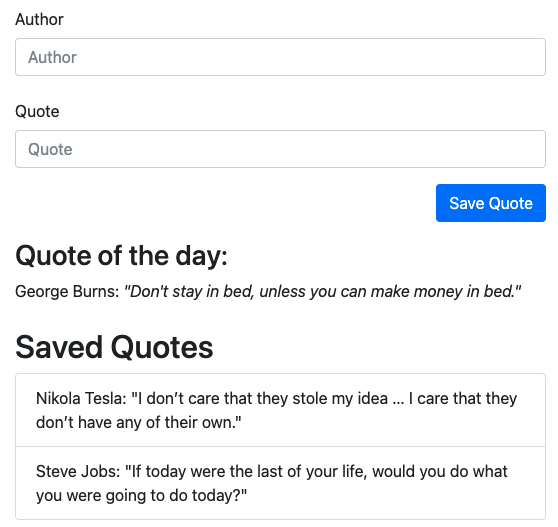 Author
Author
Quote
Quote
Save Quote
Quote of the day:
George Burns: "Don't stay in bed, unless you can make money in bed."
Saved Quotes
Nikola Tesla: "I don’t care that they stole my idea ... I care that they
don’t have any of their own."
Steve Jobs: "If today were the last of your life, would you do what
you were going to do today?"